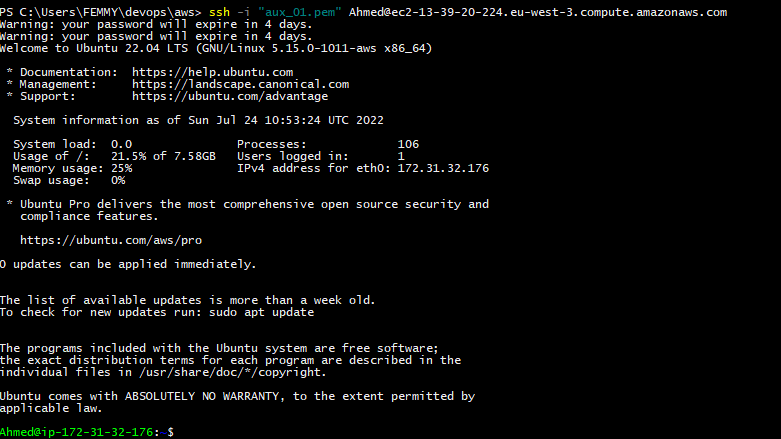 PS C:\Users\FEMMY\devops\aws> ssh -i "aux_01.pem" Ahmed@ec2-13-39-20-224.eu-west-3.compute.amazonaws.com
Warning: your password will expire in 4 days.
Warning: your password will expire in 4 days.
Welcome to Ubuntu 22.04 LTS (GNU/Linux 5.15.0-1011-aws x86_64)
* Documentation: https://help.ubuntu.com
* Management: https://landscape.canonical.com
* Support: https://ubuntu.com/advantage
System information as of Sun Jul 24 10:53:24 UTC 2022
System load: 0.0 Processes: 106
Usage of /: 21.5% of 7.58GB Users logged in: 1
Memory usage: 25% IPv4 address for eth0: 172.31.32.176
Swap usage: 0%
* Ubuntu Pro delivers the most comprehensive open source security and
compliance features.
https://ubuntu.com/aws/pro
0 updates can be applied immediately.
The list of available updates is more than a week old.
To check for new updates run: sudo apt update
The programs included with the Ubuntu system are free software;
the exact distribution terms for each program are described in the
individual files in /usr/share/doc/*/copyright.
Ubuntu comes with ABSOLUTELY NO WARRANTY, to the extent permitted by
applicable law.
Ahmed@ip-172-31-32-176:~$